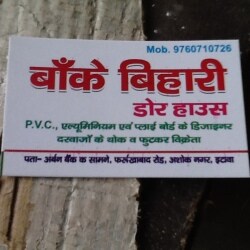 Mob. 9760710726
बाँके बिहारी
डोर हाउस
P.V.C., एल्यूमिनियम एवं प्लाई बोर्ड के डिजाइनर
दरवाजों के थोक व फुटकर विक्रेता
पता- अर्बन बैंक के सामने, फर्रुखाबाद रोड, अशोक नगर, इटावा